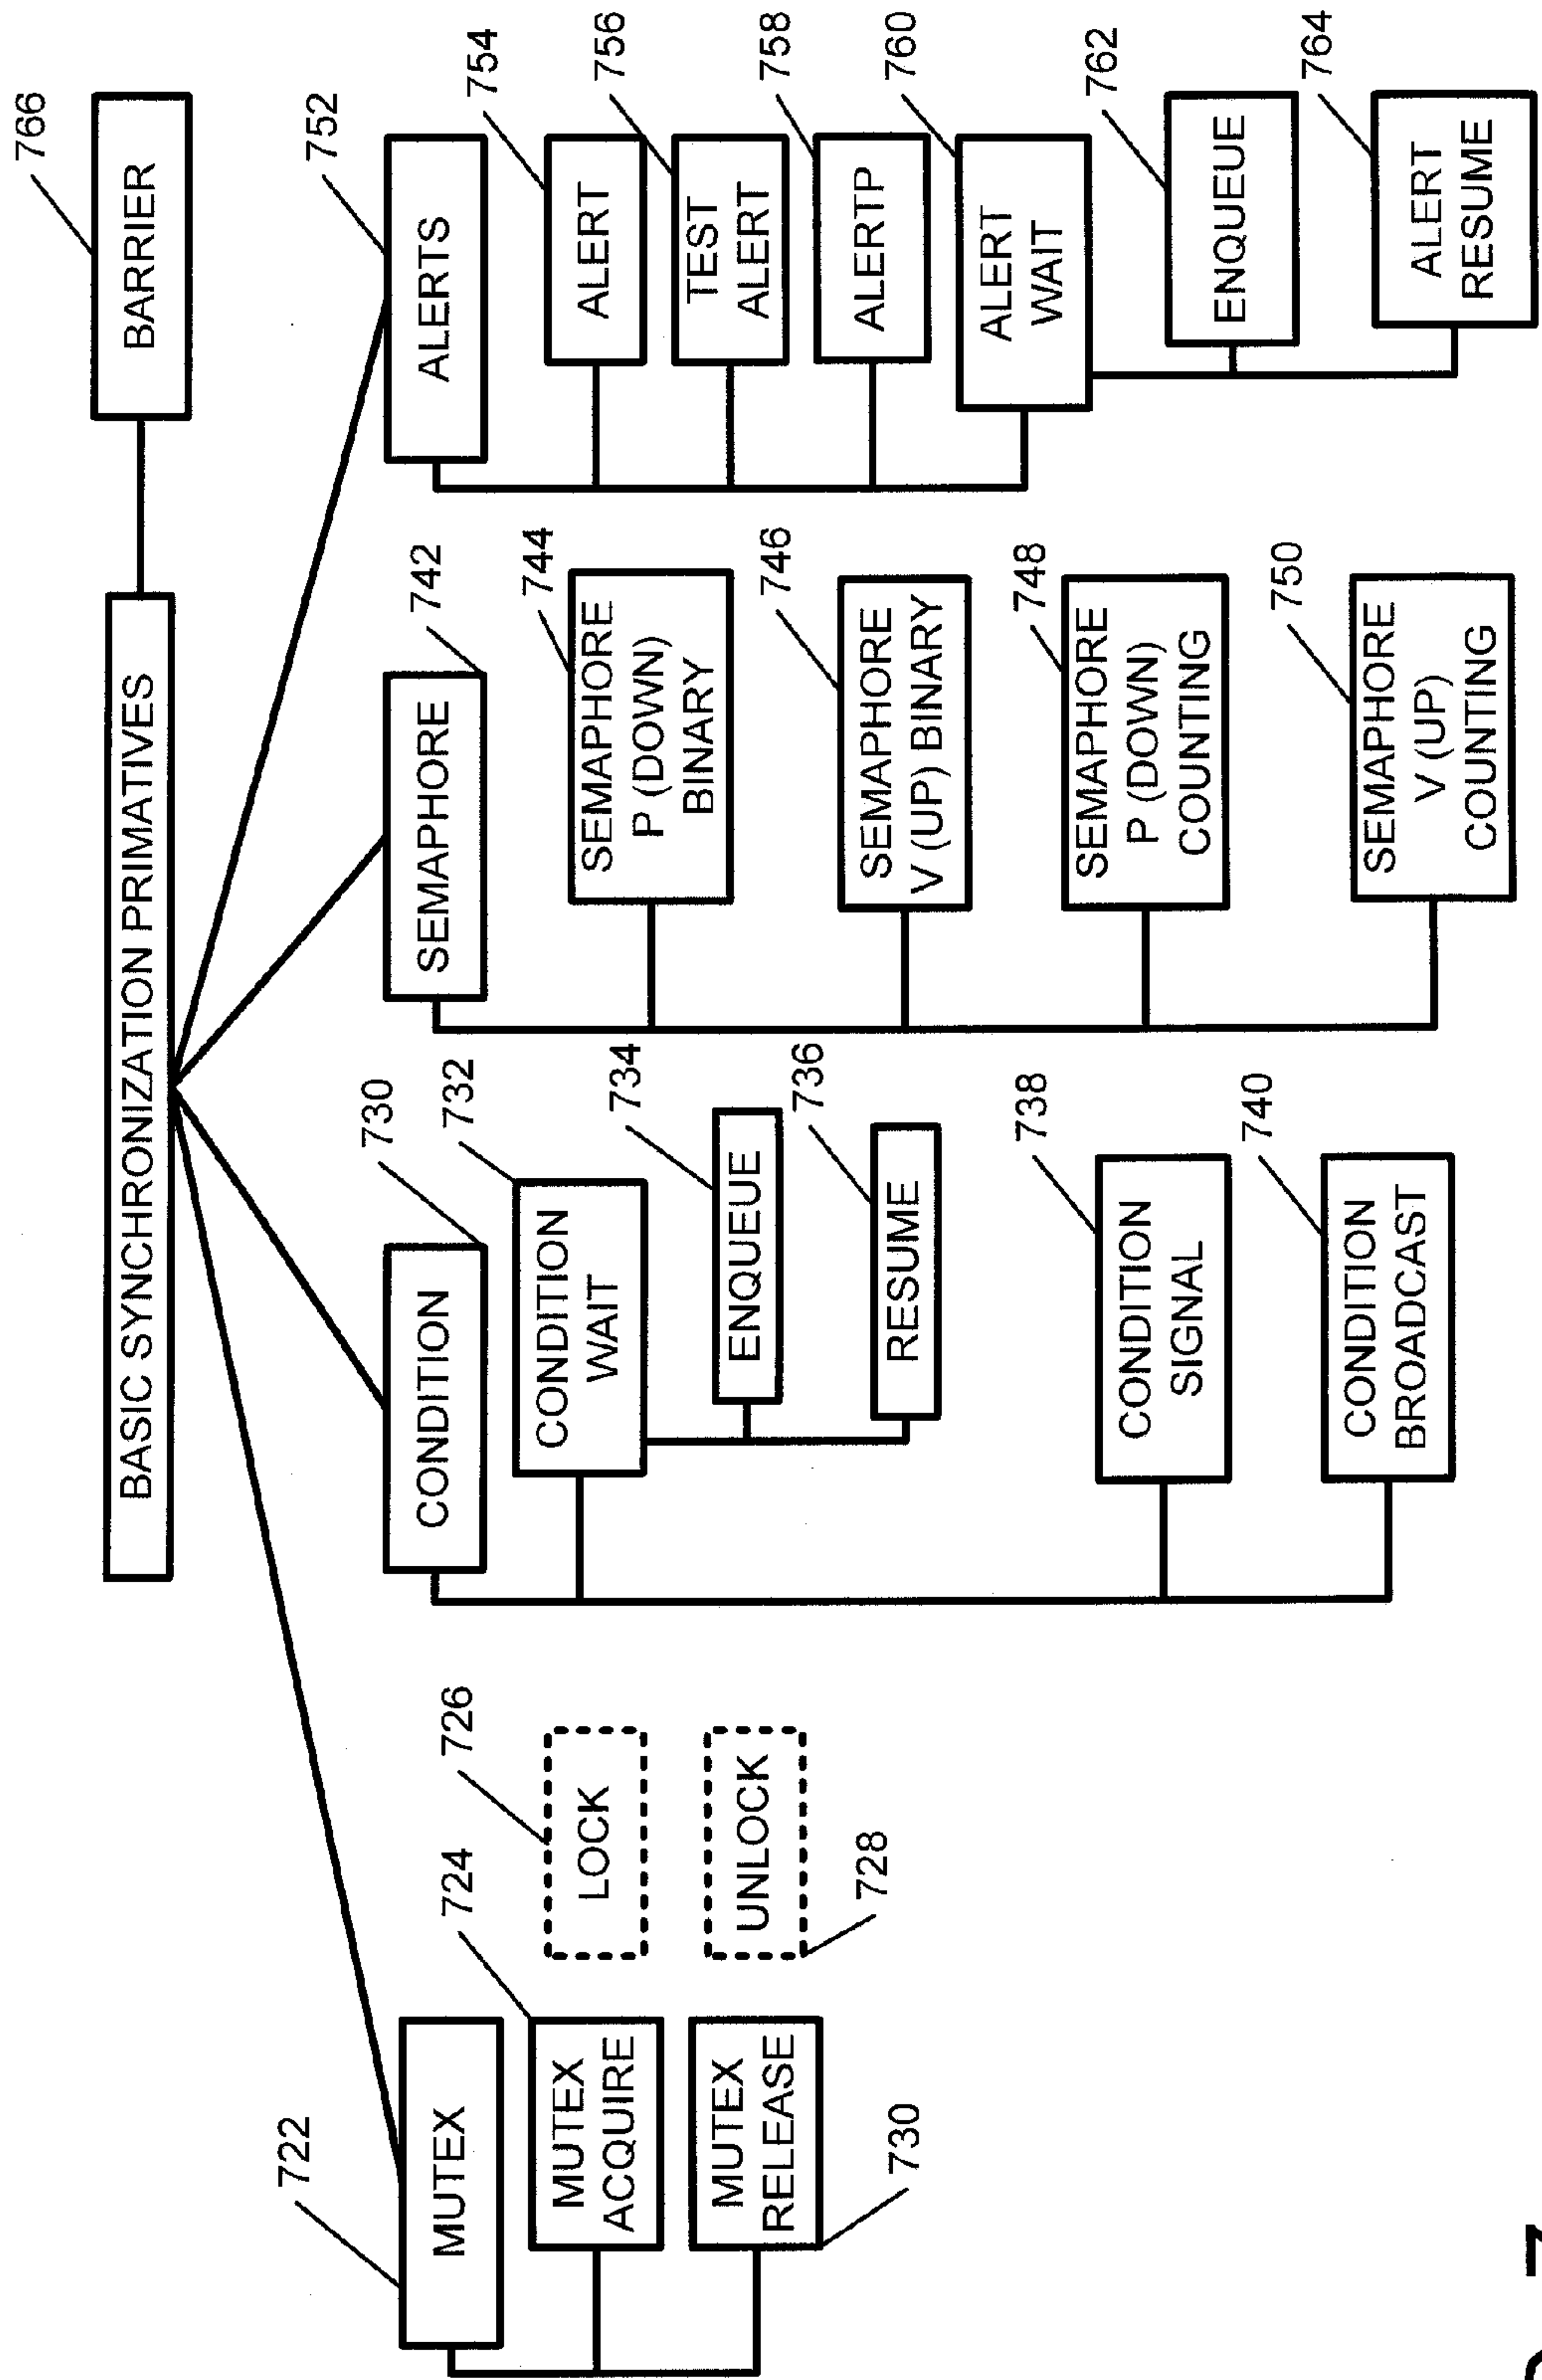 766
BASIC SYNCHRONIZATION PRIMATIVES
BARRIER
722
MUTEX
724
MUTEX
ACQUIRE
726
LOCK
MUTEX
RELEASE
730
UNLOCK
728
730
CONDITION
732
CONDITION
WAIT
734
ENQUEUE
736
RESUME
738
CONDITION
SIGNAL
740
CONDITION
BROADCAST
742
SEMAPHORE
744
SEMAPHORE
P (DOWN)
BINARY
746
SEMAPHORE
V (UP) BINARY
748
SEMAPHORE
P (DOWN)
COUNTING
750
SEMAPHORE
V (UP)
COUNTING
752
ALERTS
754
ALERT
756
TEST
ALERT
758
ALERTP
760
ALERT
WAIT
762
ENQUEUE
764
ALERT
RESUME